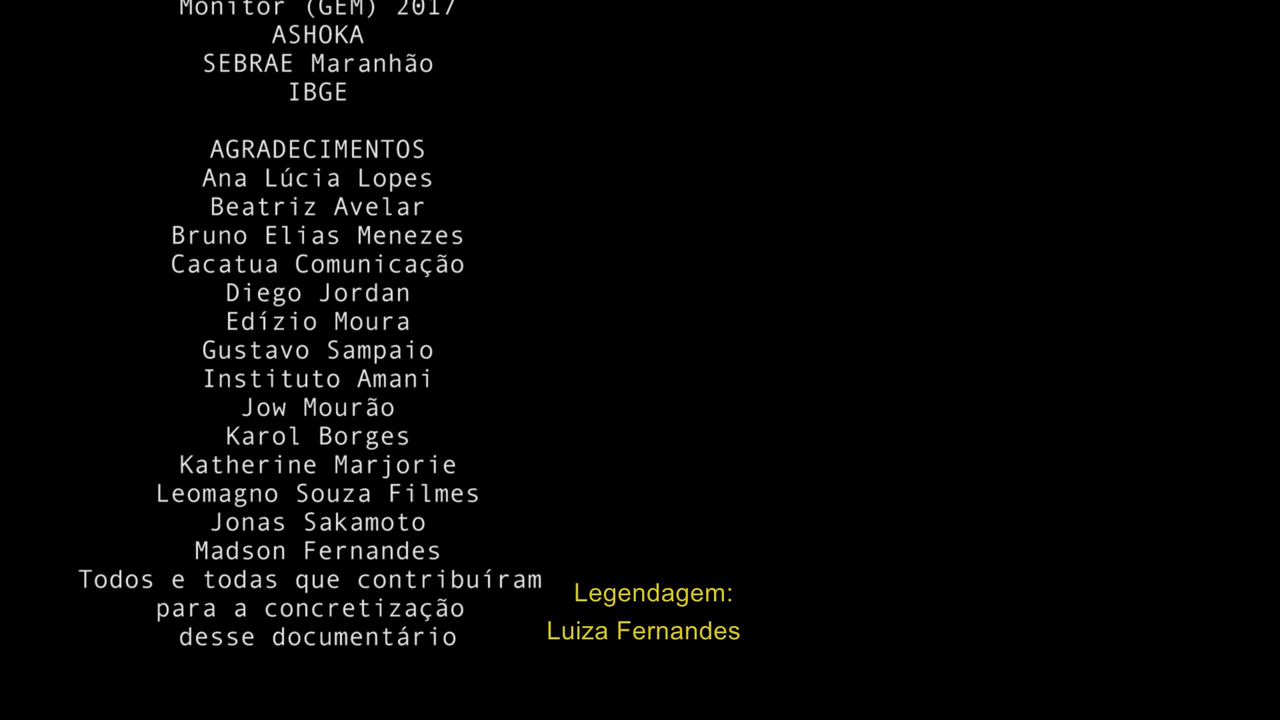 Monitor (GEM) 2017
ASHOKA
SEBRAE Maranhão
IBGE
AGRADECIMENTOS
Ana Lúcia Lopes
Beatriz Avelar
Bruno Elias Menezes
Cacatua Comunicação
Diego Jordan
Edízio Moura
Gustavo Sampaio
Instituto Amani
Jow Mourão
Karol Borges
Katherine Marjorie
Leomagno Souza Filmes
Jonas Sakamoto
Madson Fernandes
Todos e todas que contribuíram
para a concretização
desse documentário
Legendagem:
Luiza Fernandes